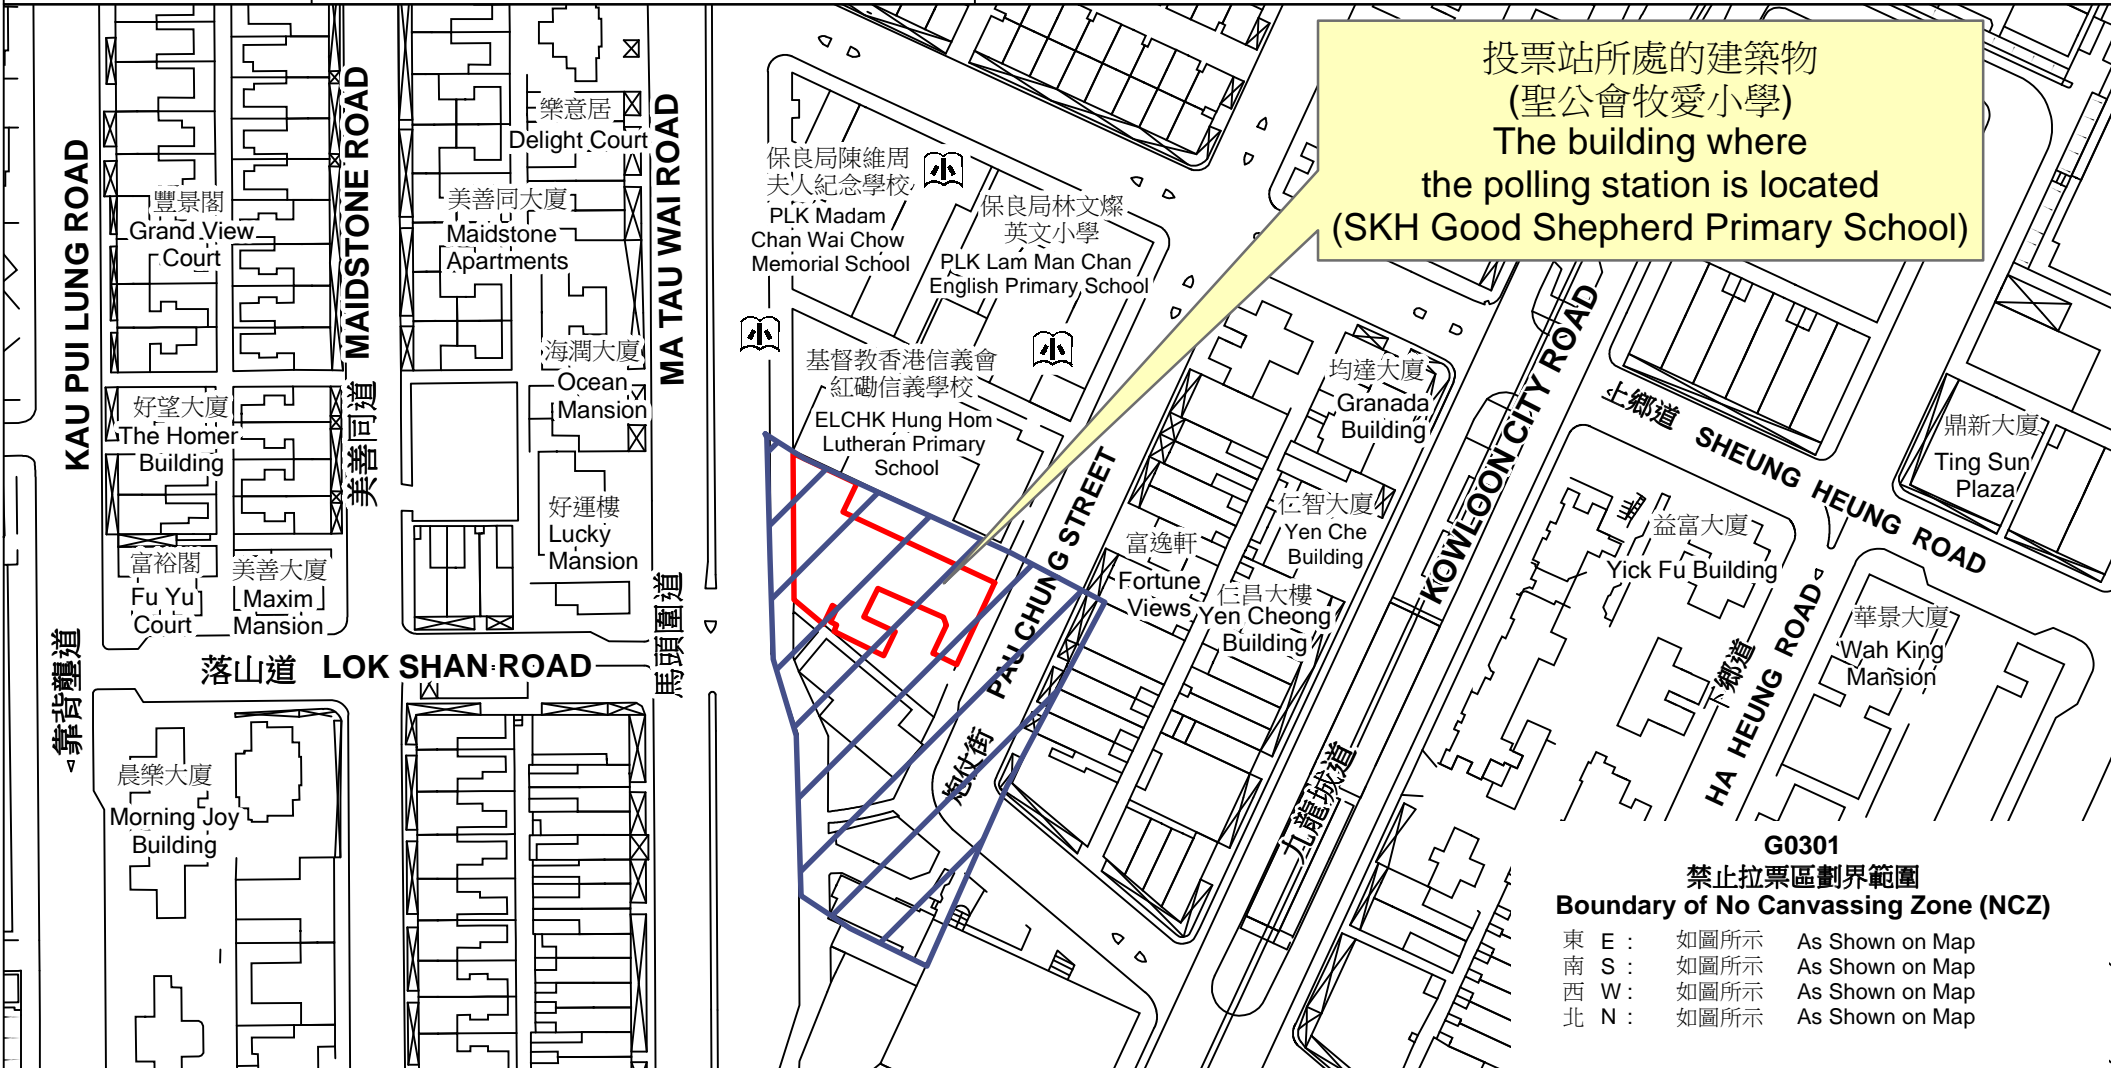 投票站所處的建築物
(聖公會牧愛小學)
The building where
the polling station is located
(SKH Good Shepherd Primary School)
KAU PUI LUNG ROAD
靠背壟道
MAIDSTONE ROAD
美善同道
MA TAU WAI ROAD
馬頭圍道
落山道 LOK SHAN ROAD
豐景閣
Grand View
Court
樂意居
Delight Court
美善同大廈
Maidstone
Apartments
海潤大廈
Ocean
Mansion
好望大廈
The Homer
Building
好運樓
Lucky
Mansion
富裕閣
Fu Yu
Court
美善大廈
Maxim
Mansion
晨樂大廈
Morning Joy
Building
保良局陳維周
夫人紀念學校
PLK Madam
Chan Wai Chow
Memorial School
保良局林文燦
英文小學
PLK Lam Man Chan
English Primary School
基督教香港信義會
紅磡信義學校
ELCHK Hung Hom
Lutheran Primary
School
小
小
小
PAU CHUNG STREET
炮仗街
均達大廈
Granada
Building
仁智大廈
Yen Che
Building
富逸軒
Fortune
Views
仁昌大樓
Yen Cheong
Building
KOWLOON CITY ROAD
九龍城道
上鄉道 SHEUNG HEUNG ROAD
鼎新大廈
Ting Sun
Plaza
益富大廈
Yick Fu Building
下鄉道
HA HEUNG ROAD
華景大廈
Wah King
Mansion
G0301
禁止拉票區劃界範圍
Boundary of No Canvassing Zone (NCZ)
東 E : 如圖所示 As Shown on Map
南 S : 如圖所示 As Shown on Map
西 W : 如圖所示 As Shown on Map
北 N : 如圖所示 As Shown on Map